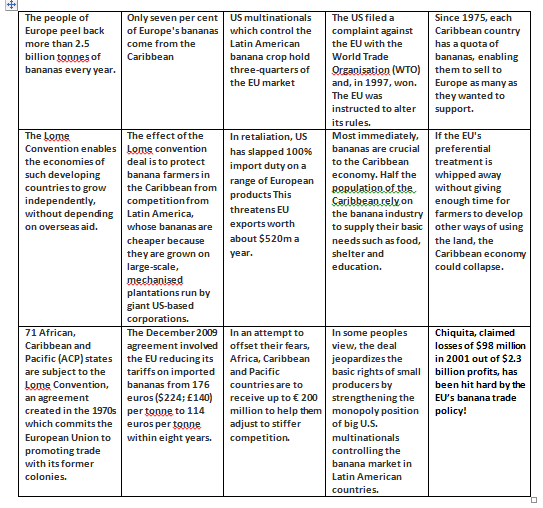 The people of
Europe peel back
more than 2.5
billion tonnes of
bananas every year.
Only seven per cent
of Europe's bananas
come from the
Caribbean
US multinationals
which control the
Latin American
banana crop hold
three-quarters of
the EU market
The US filed a
complaint against
the EU with the
World Trade
Organisation (WTO)
and, in 1997, won.
The EU was
instructed to alter
its rules.
Since 1975, each
Caribbean country
has a quota of
bananas, enabling
them to sell to
Europe as many as
they wanted to
support.
The Lome
Convention enables
the economies of
such developing
countries to grow
independently,
without depending
on overseas aid.
The effect of the
Lome convention
deal is to protect
banana farmers in
the Caribbean from
competition from
Latin America,
whose bananas are
cheaper because
they are grown on
large-scale,
mechanised
plantations run by
giant US-based
corporations.
In retaliation, US
has slapped 100%
import duty on a
range of European
products This
threatens EU
exports worth
about $520m a
year.
Most immediately,
bananas are crucial
to the Caribbean
economy. Half the
population of the
Caribbean rely on
the banana industry
to supply their basic
needs such as food,
shelter and
education.
If the EU's
preferential
treatment is
whipped away
without giving
enough time for
farmers to develop
other ways of using
the land, the
Caribbean economy
could collapse.
71 African,
Caribbean and
Pacific (ACP) states
are subject to the
Lome Convention,
an agreement
created in the 1970s
which commits the
European Union to
promoting trade
with its former
colonies.
The December 2009
agreement involved
the EU reducing its
tariffs on imported
bananas from 176
euros ($224; £140)
per tonne to 114
euros per tonne
within eight years.
In an attempt to
offset their fears,
Africa, Caribbean
and Pacific
countries are to
receive up to € 200
million to help them
adjust to stiffer
competition.
In some peoples
view, the deal
jeopardizes the
basic rights of small
producers by
strengthening the
monopoly position
of big U.S.
multinationals
controlling the
banana market in
Latin American
countries.
Chiquita, claimed
losses of $98 million
in 2001 out of $2.3
billion profits, has
been hit hard by the
EU's banana trade
policy!